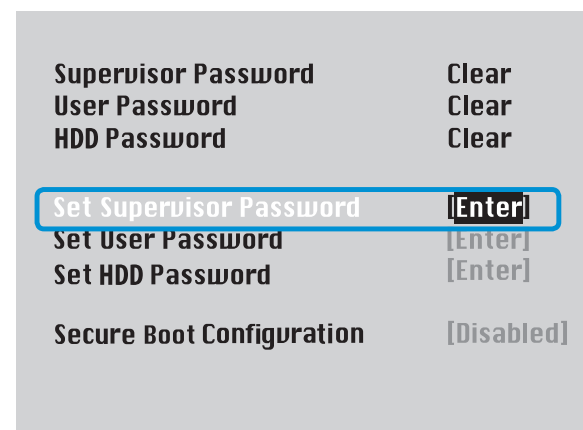 Supervisor Password Clear
User Password Clear
HDD Password Clear
Set Supervisor Password [Enter]
Set User Password [Enter]
Set HDD Password [Enter]
Secure Boot Configvration [Disabled]